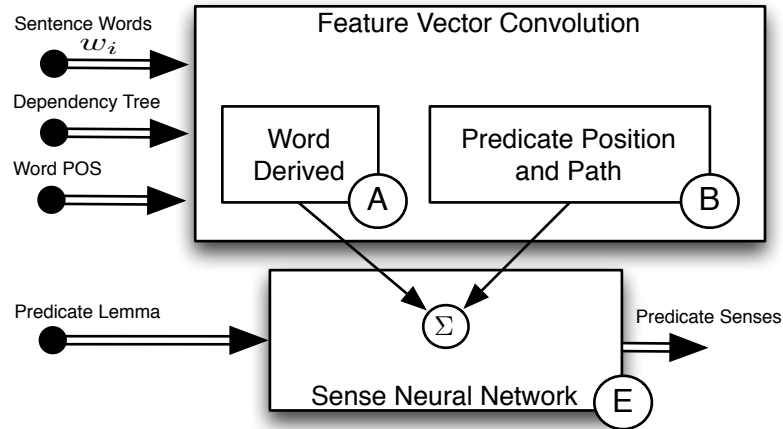 Sentence Words
Feature Vector Convolution
w_i
Dependency Tree
Word
Derived
Predicate Position
and Path
Word POS
A
B
Predicate Lemma
Σ
Predicate Senses
Sense Neural Network
E